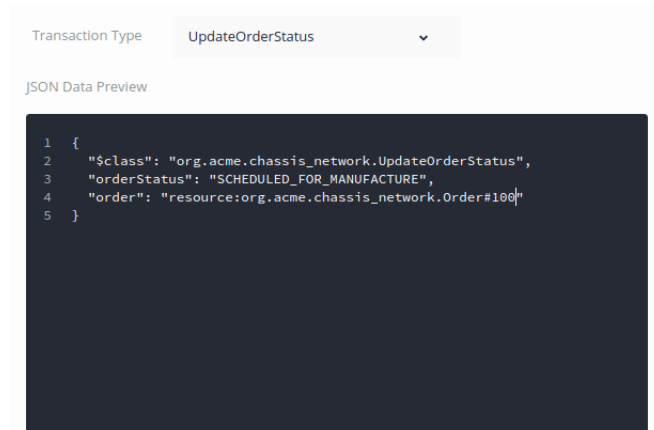 Transaction Type UpdateOrderStatus
JSON Data Preview
1 {
2 "$class": "org.acme.chassis_network.UpdateOrderStatus",
3 "orderStatus": "SCHEDULED_FOR_MANUFACTURE",
4 "order": "resource:org.acme.chassis_network.Order#100"
5 }